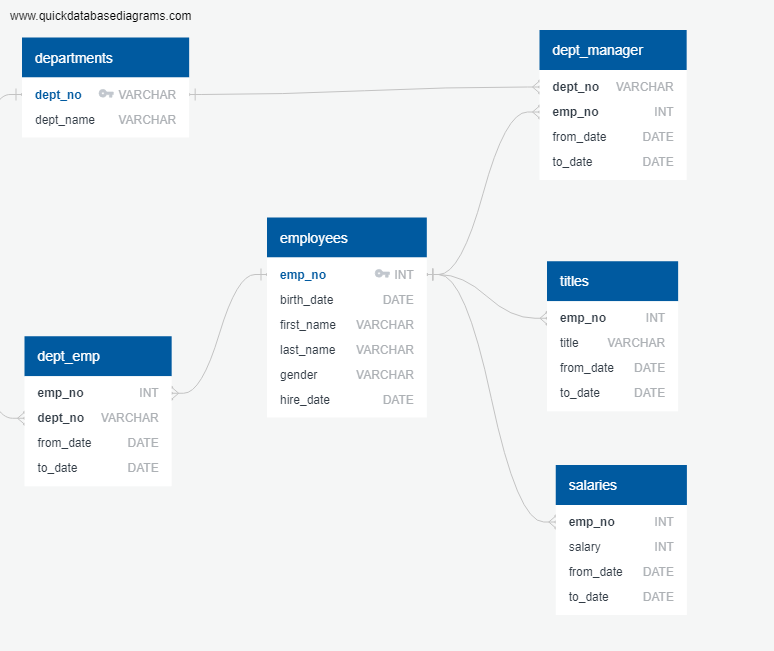 www.quickdatabasediagrams.com
departments
dept_no VARCHAR
dept_name VARCHAR
dept_manager
dept_no VARCHAR
emp_no INT
from_date DATE
to_date DATE
employees
emp_no INT
birth_date DATE
first_name VARCHAR
last_name VARCHAR
gender VARCHAR
hire_date DATE
titles
emp_no INT
title VARCHAR
from_date DATE
to_date DATE
dept_emp
emp_no INT
dept_no VARCHAR
from_date DATE
to_date DATE
salaries
emp_no INT
salary INT
from_date DATE
to_date DATE